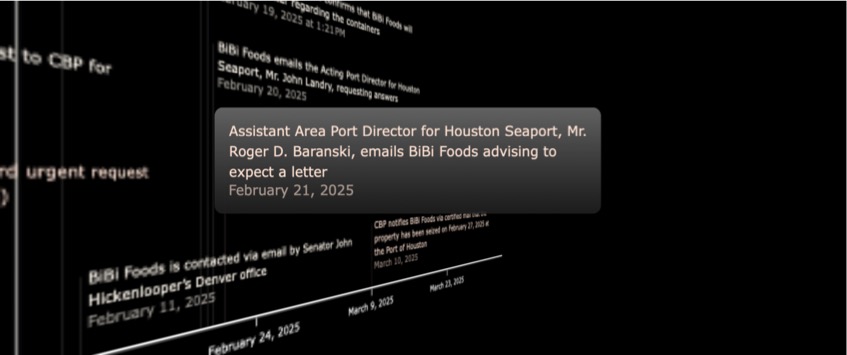 confirms that BiBi Foods will
regarding the containers
ruary 19, 2025 at 1:21PM
BiBi Foods emails the Acting Port Director for Houston
Seaport, Mr. John Landry, requesting answers
February 20, 2025
st to CBP for
Assistant Area Port Director for Houston Seaport, Mr.
Roger D. Baranski, emails BiBi Foods advising to
expect a letter
February 21, 2025
rd urgent request
)
CBP notifies BiBi Foods via certified mail that the
property has been seized on February 27, 2025 at
the Port of Houston
March 10, 2025
BiBi Foods is contacted via email by Senator John
Hickenlooper's Denver office
February 11, 2025
February 24, 2025
March 9, 2025
March 23, 2025